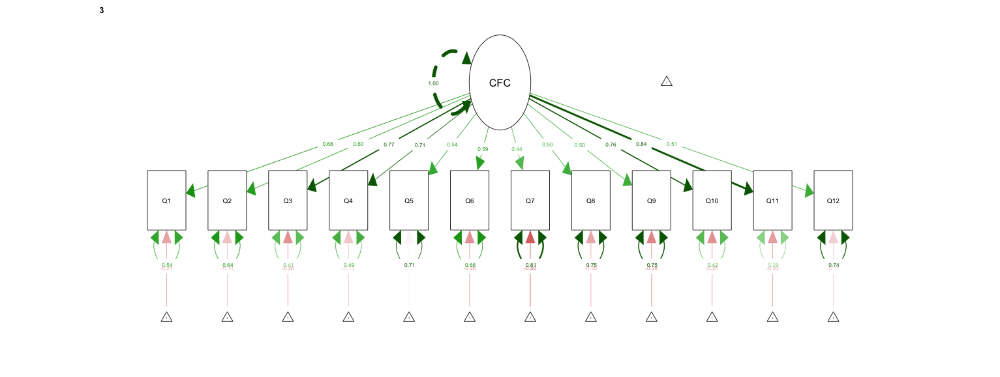 3
CFC
1.00
0.68 0.60 0.77 0.71 0.54 0.59 0.44 0.50 0.50 0.76 0.84 0.51
Q1 Q2 Q3 Q4 Q5 Q6 Q7 Q8 Q9 Q10 Q11 Q12
0.54 0.64 0.41 0.49 0.71 0.66 0.81 0.75 0.75 0.42 0.29 0.74
-0.21 -0.26 -0.40 -0.20 -0.28 -0.25 -0.23